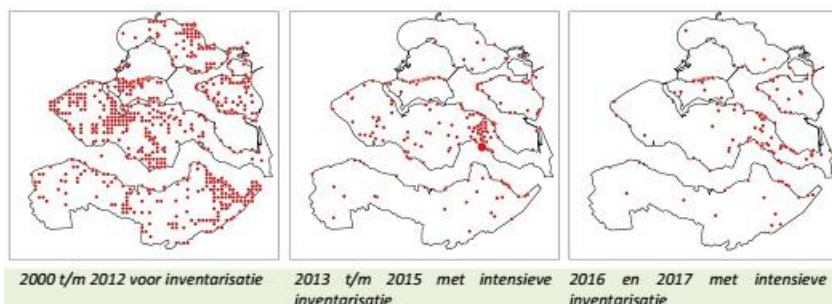 2000 t/m 2012 voor inventarisatie
2013 t/m 2015 met intensieve
inventarisatie
2016 en 2017 met intensieve
inventarisatie